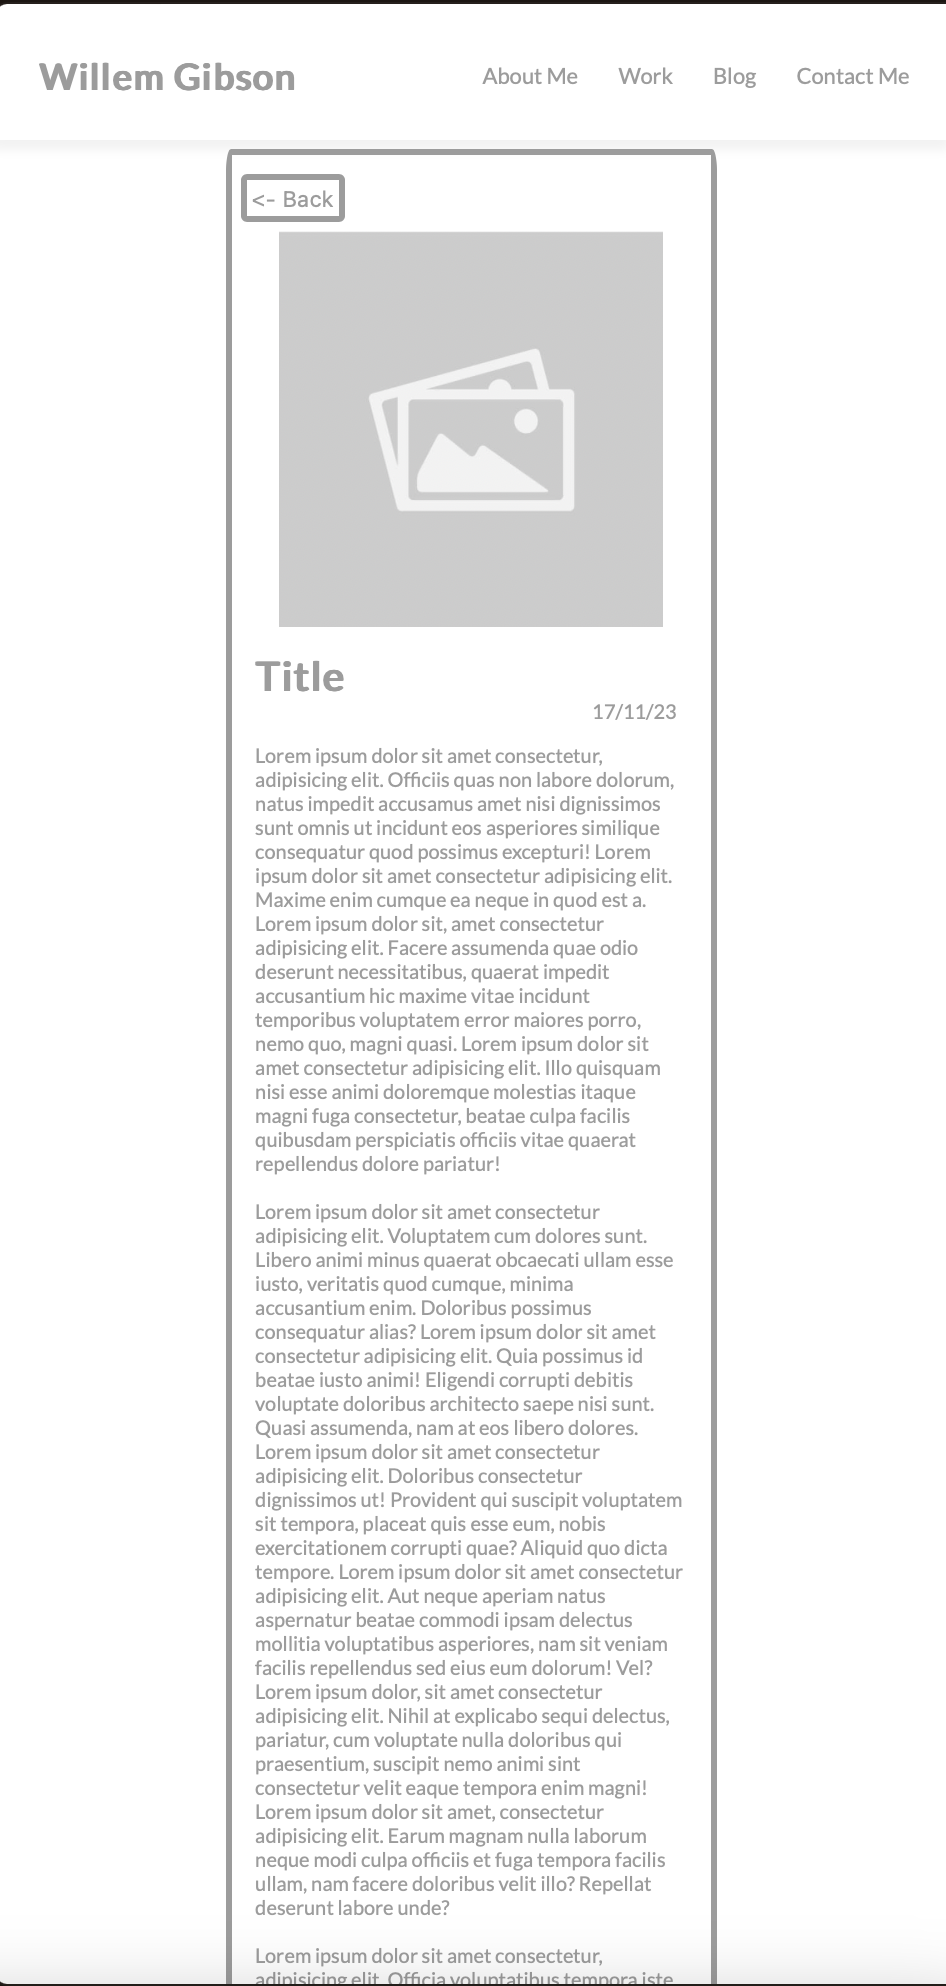 Willem Gibson
About Me
Work
Blog
Contact Me
<- Back
Title
17/11/23
Lorem ipsum dolor sit amet consectetur,
adipisicing elit. Officiis quas non labore dolorum,
natus impedit accusamus amet nisi dignissimos
sunt omnis ut incidunt eos asperiores similique
consequatur quod possimus excepturi! Lorem
ipsum dolor sit amet consectetur adipisicing elit.
Maxime enim cumque ea neque in quod est a.
Lorem ipsum dolor sit, amet consectetur
adipisicing elit. Facere assumenda quae odio
deserunt necessitatibus, quaerat impedit
accusantium hic maxime vitae incidunt
temporibus voluptatem error maiores porro,
nemo quo, magni quasi. Lorem ipsum dolor sit
amet consectetur adipisicing elit. Illo quisquam
nisi esse animi doloremque molestias itaque
magni fuga consectetur, beatae culpa facilis
quibusdam perspiciatis officiis vitae quaerat
repellendus dolore pariatur!
Lorem ipsum dolor sit amet consectetur
adipisicing elit. Voluptatem cum dolores sunt.
Libero animi minus quaerat obcaecati ullam esse
iusto, veritatis quod cumque, minima
accusantium enim. Doloribus possimus
consequatur alias? Lorem ipsum dolor sit amet
consectetur adipisicing elit. Quia possimus id
beatae iusto animi! Eligendi corrupti debitis
voluptate doloribus architecto saepe nisi sunt.
Quasi assumenda, nam at eos libero dolores.
Lorem ipsum dolor sit amet consectetur
adipisicing elit. Doloribus consectetur
dignissimos ut! Provident qui suscipit voluptatem
sit tempora, placeat quis esse eum, nobis
exercitationem corrupti quae? Aliquid quo dicta
tempore. Lorem ipsum dolor sit amet consectetur
adipisicing elit. Aut neque aperiam natus
aspernatur beatae commodi ipsam delectus
mollitia voluptatibus asperiores, nam sit veniam
facilis repellendus sed eius eum dolorum! Vel?
Lorem ipsum dolor, sit amet consectetur
adipisicing elit. Nihil at explicabo sequi delectus,
pariatur, cum voluptate nulla doloribus qui
praesentium, suscipit nemo animi sint
consectetur velit eaque tempora enim magni!
Lorem ipsum dolor sit amet, consectetur
adipisicing elit. Earum magnam nulla laborum
neque modi culpa officiis et fuga tempora facilis
ullam, nam facere doloribus velit illo? Repellat
deserunt labore unde?
Lorem ipsum dolor sit amet consectetur,
adipisicing elit. Officia voluptatibus tempora iste